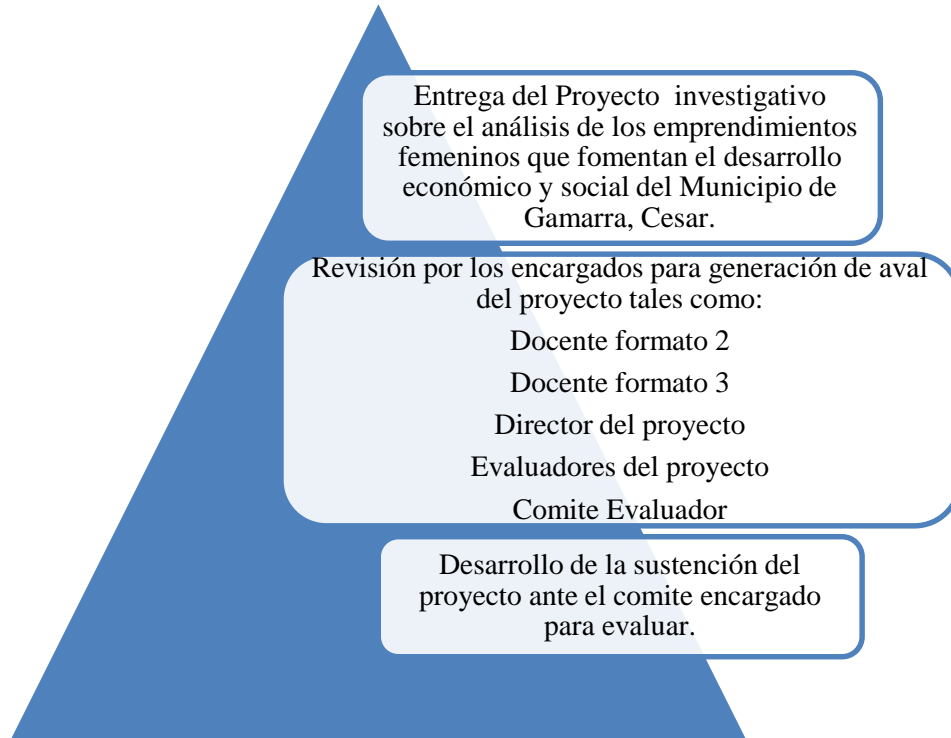 Entrega del Proyecto investigativo
sobre el análisis de los emprendimientos
femeninos que fomentan el desarrollo
económico y social del Municipio de
Gamarra, Cesar.
Revisión por los encargados para generación de aval
del proyecto tales como:
Docente formato 2
Docente formato 3
Director del proyecto
Evaluadores del proyecto
Comite Evaluador
Desarrollo de la sustención del
proyecto ante el comite encargado
para evaluar.